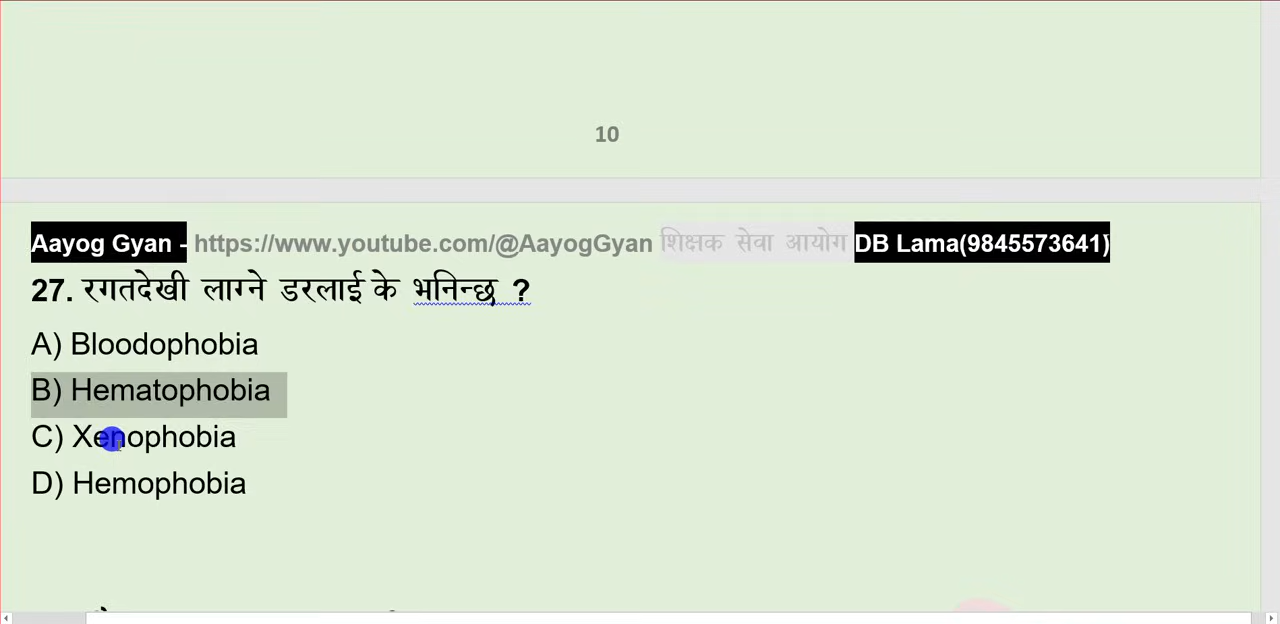 10
Aayog Gyan - https://www.youtube.com/@AayogGyan शिक्षक सेवा आयोग DB Lama(9845573641)
27. रगतदेखी लाग्ने डरलाई के भनिन्छ ?
A) Bloodophobia
B) Hematophobia
C) Xenophobia
D) Hemophobia